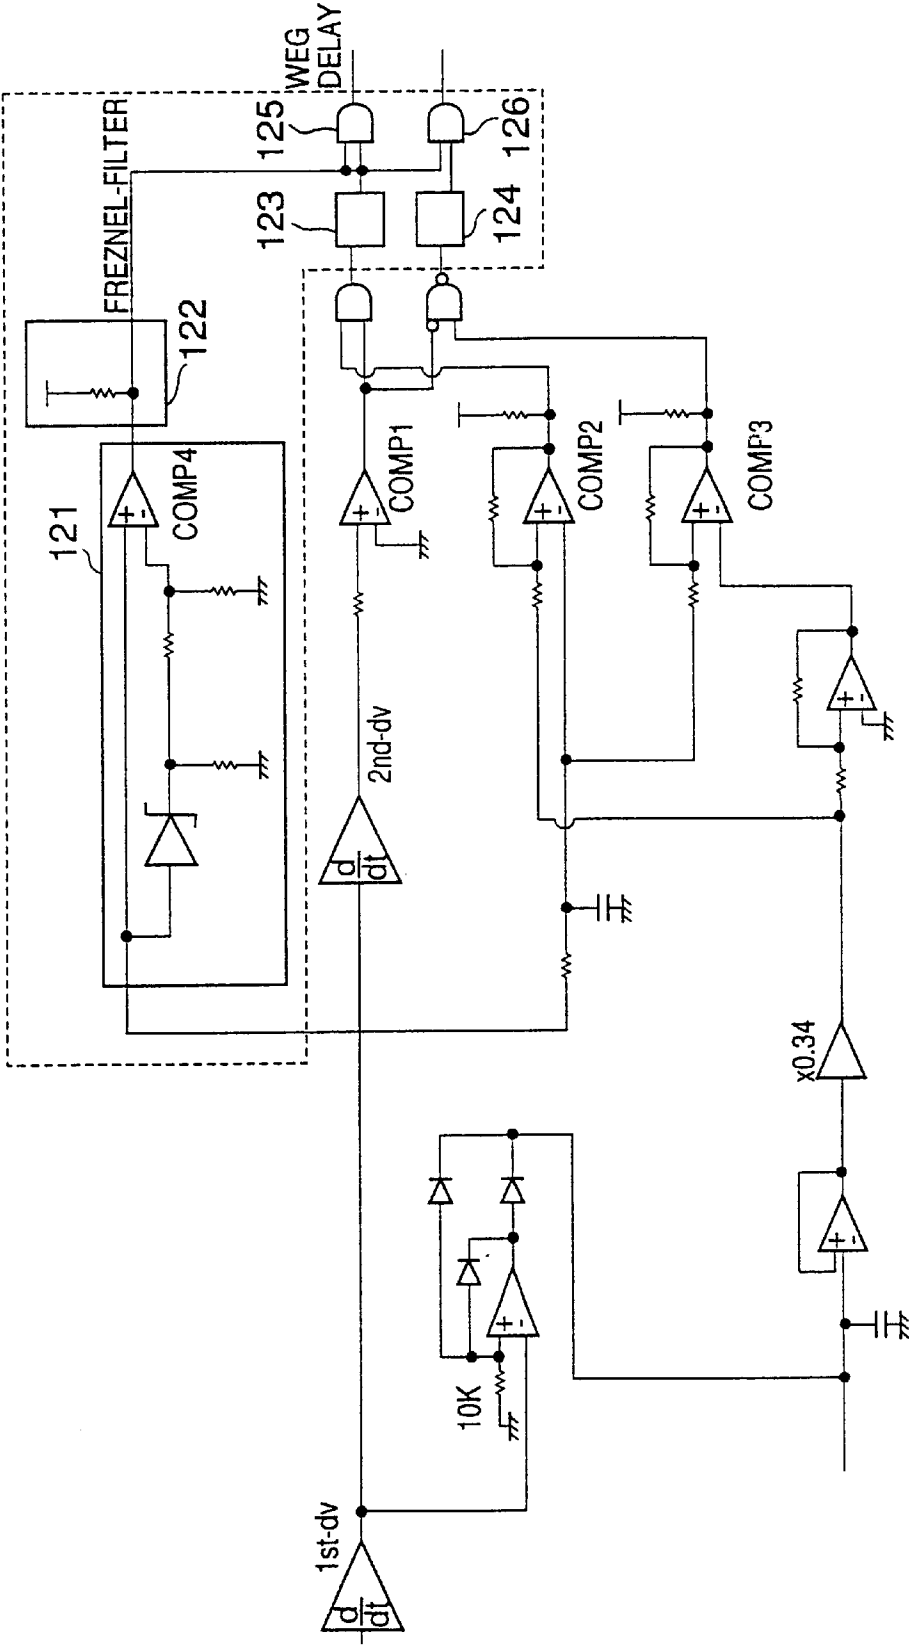 WEG
DELAY
FREZNEL-FILTER
125
126
123
124
122
121
COMP4
+
-
COMP1
+
-
COMP2
+
-
COMP3
+
-
2nd-dv
d
dt
+
-
x0.34
+
-
10K
+
-
1st-dv
d
dt